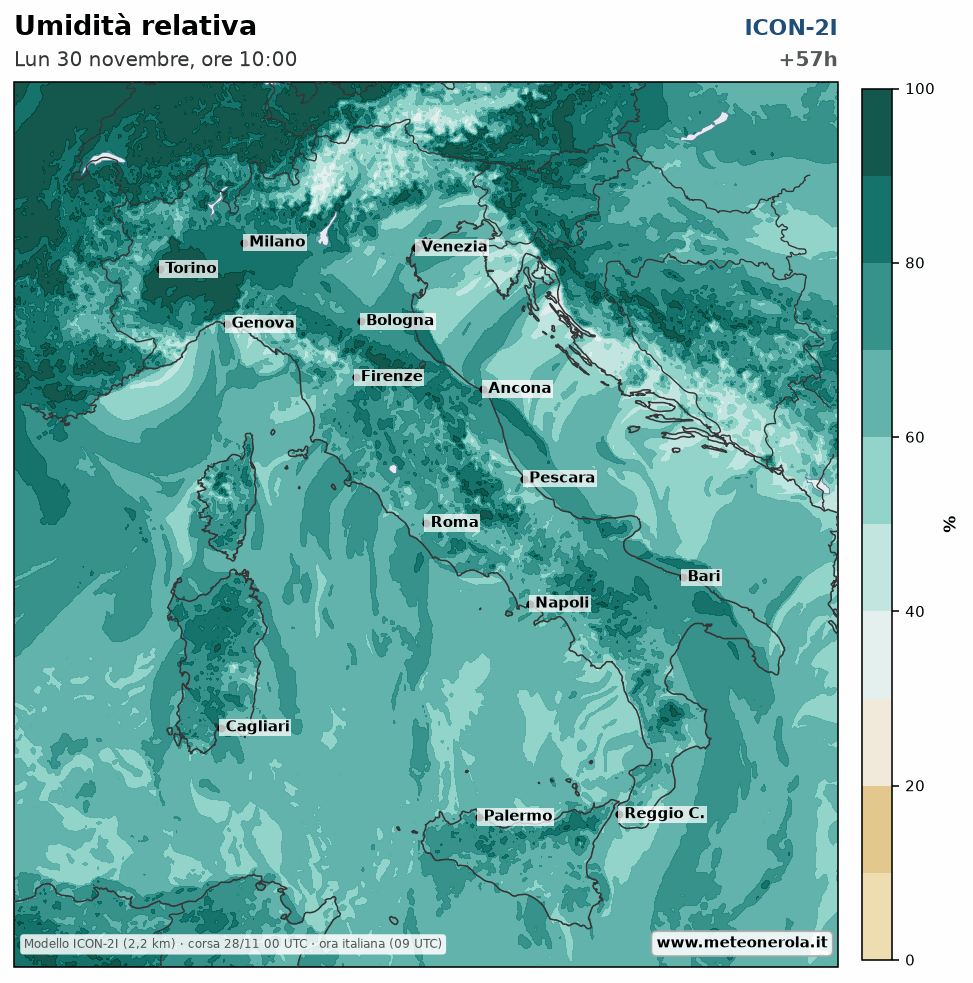 Umidità relativa
ICON-2I
Lun 30 novembre, ore 10:00
+57h
100
80
60
40
20
0
%
Milano
Venezia
Torino
Genova
Bologna
Firenze
Ancona
Pescara
Roma
Bari
Napoli
Cagliari
Palermo
Reggio C.
Modello ICON-2I (2,2 km) · corsa 28/11 00 UTC · ora italiana (09 UTC)
www.meteonerola.it